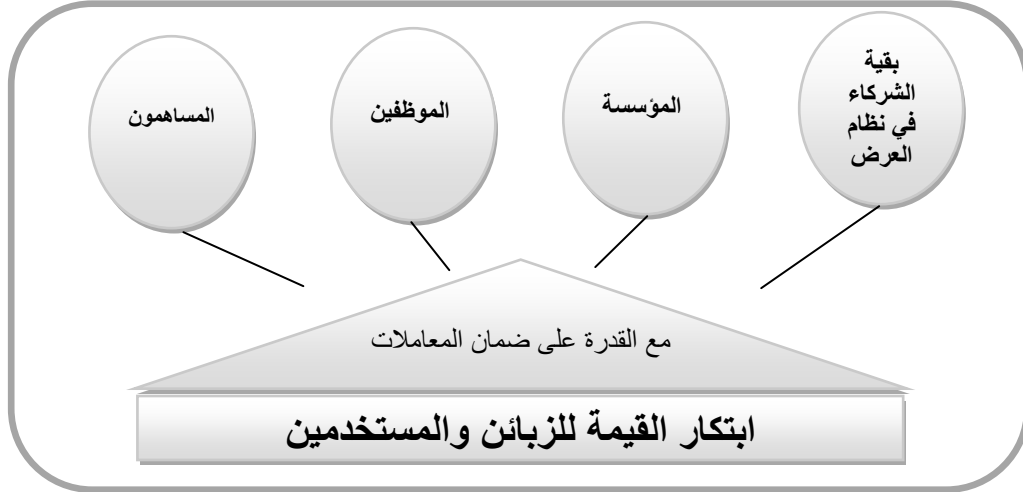 بقية
الشركاء
في نظام
العرض
المؤسسة
الموظفين
المساهمون
مع القدرة على ضمان المعاملات
ابتكار القيمة للزبائن والمستخدمين